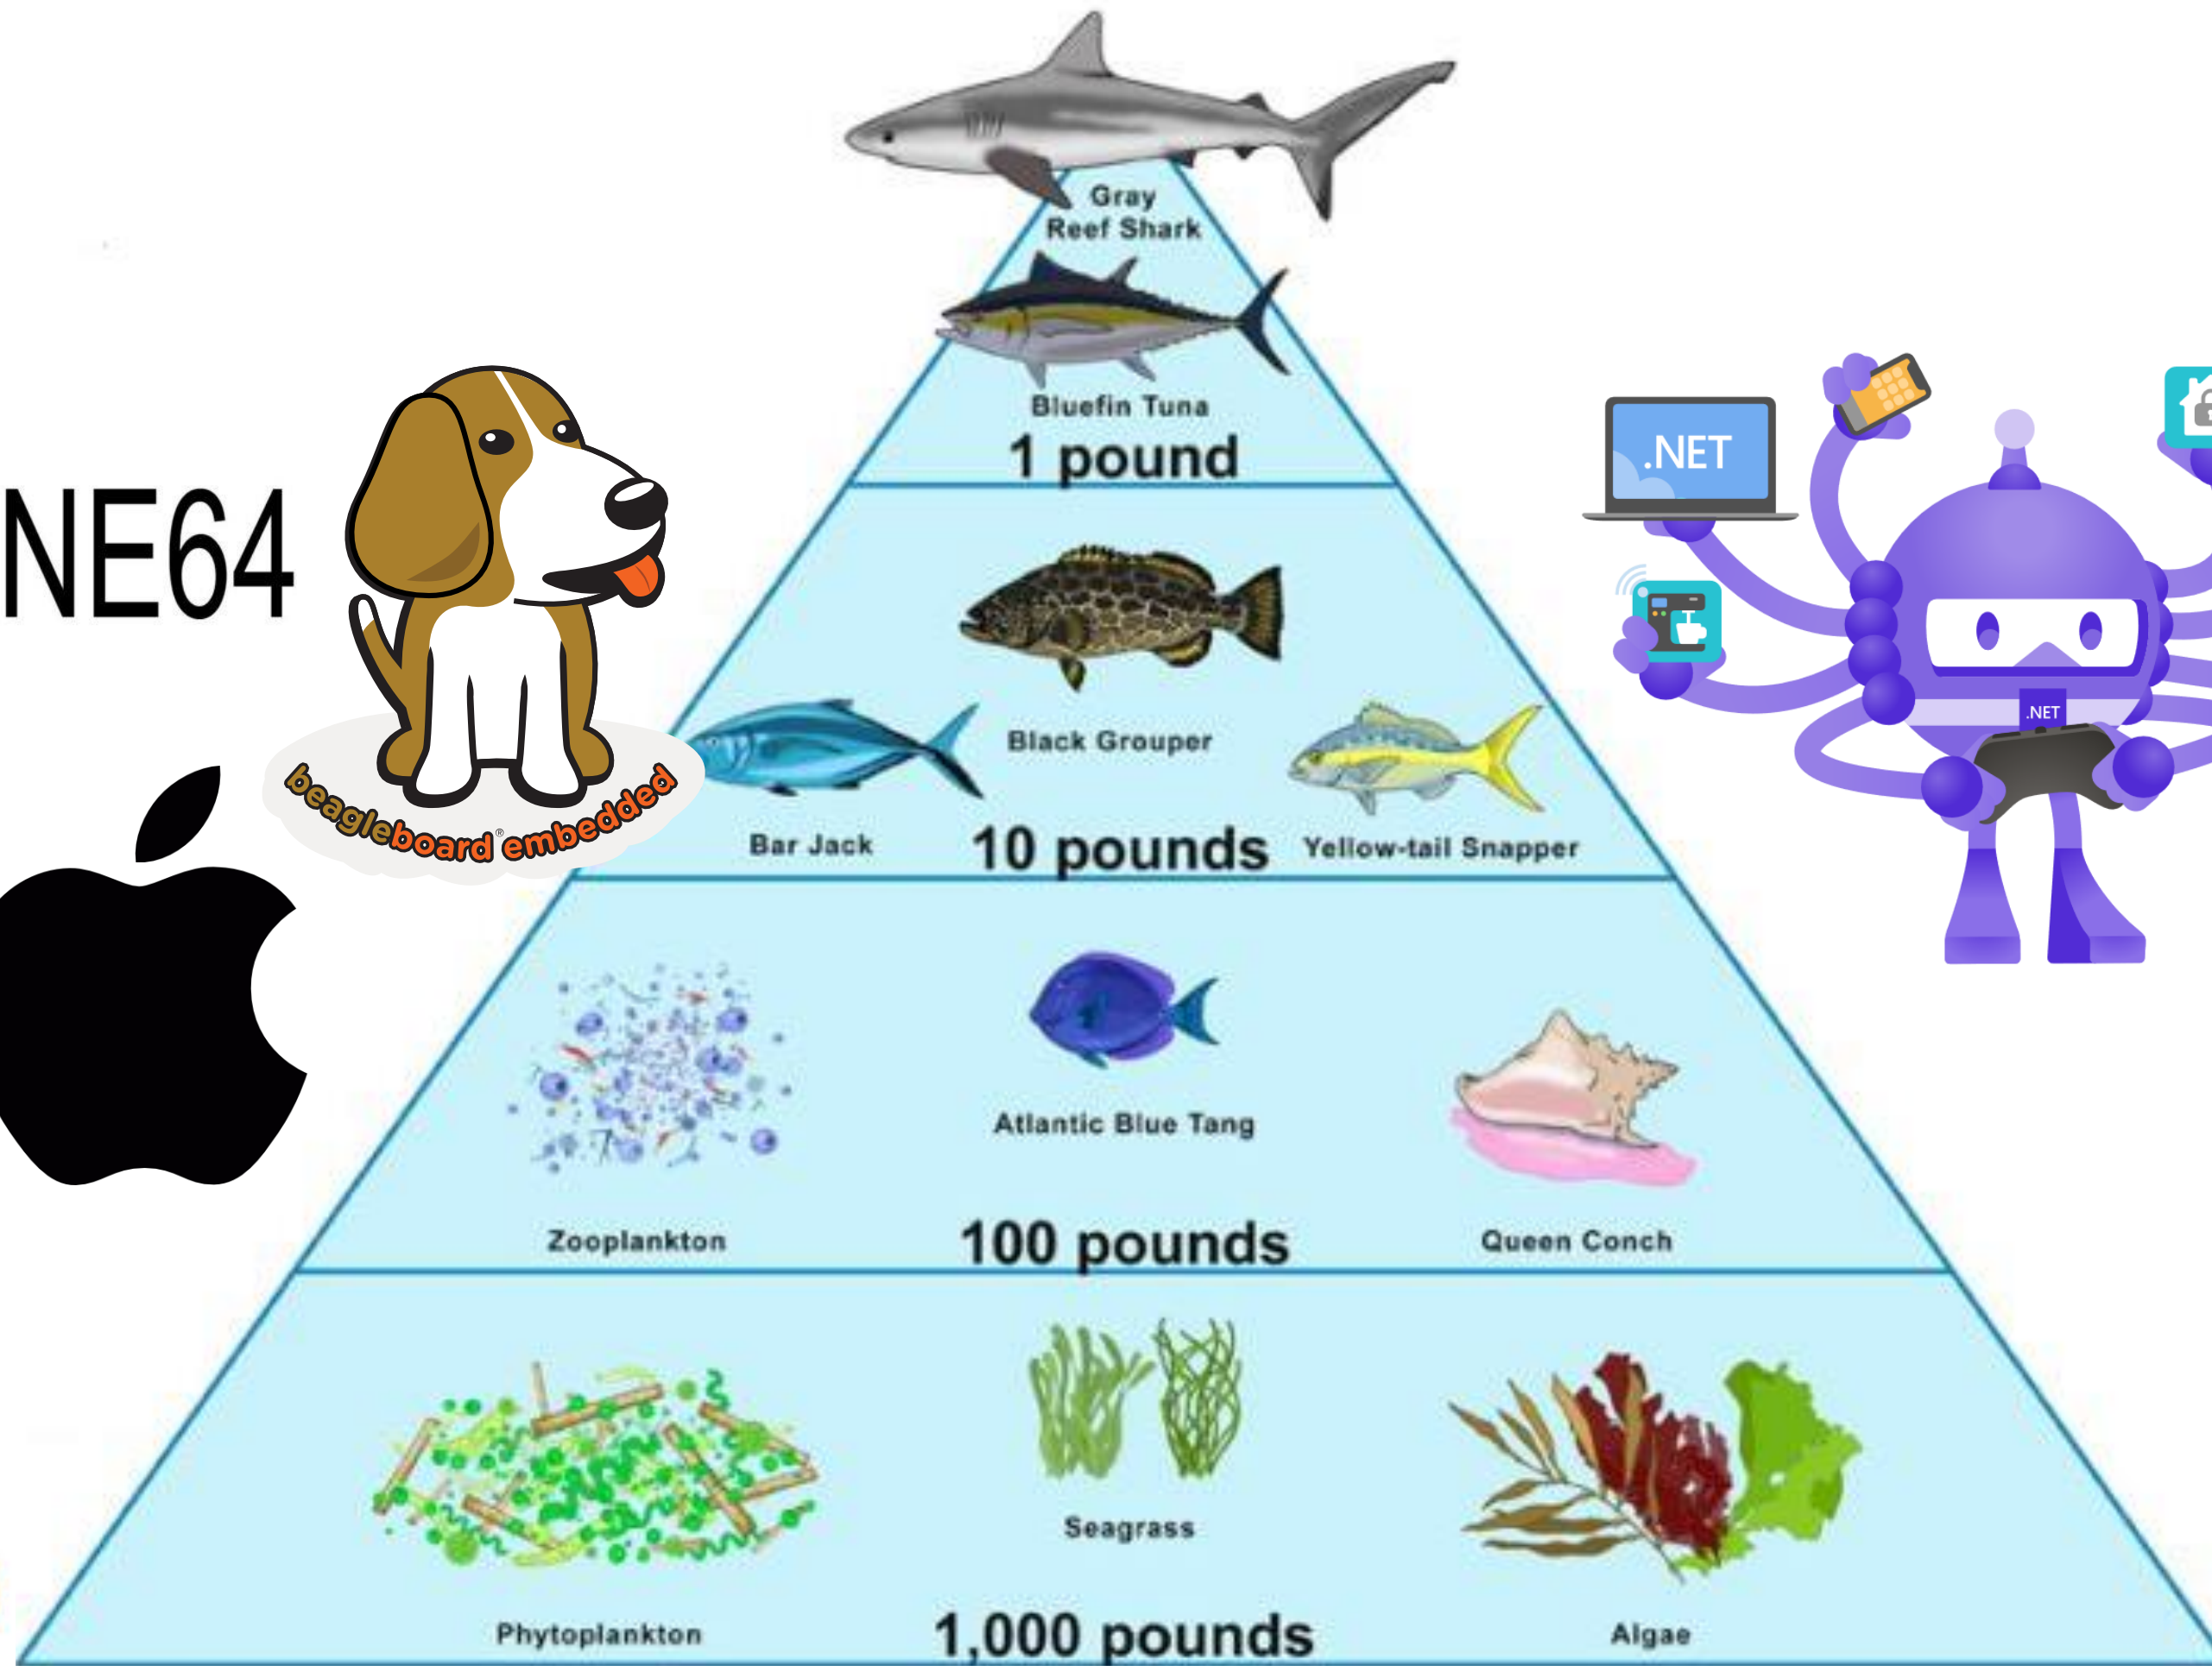 Gray
Reef Shark
Bluefin Tuna
1 pound
.NET
NE64
.NET
Black Grouper
Bar Jack
10 pounds
Yellow-tail Snapper
beagleboard® embedded
Atlantic Blue Tang
Zooplankton
100 pounds
Queen Conch
Seagrass
Phytoplankton
1,000 pounds
Algae